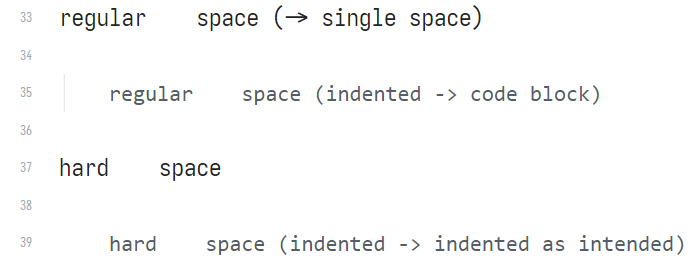 33 regular    space (→ single space)
34
35     regular    space (indented -> code block)
36
37 hard    space
38
39     hard    space (indented -> indented as intended)